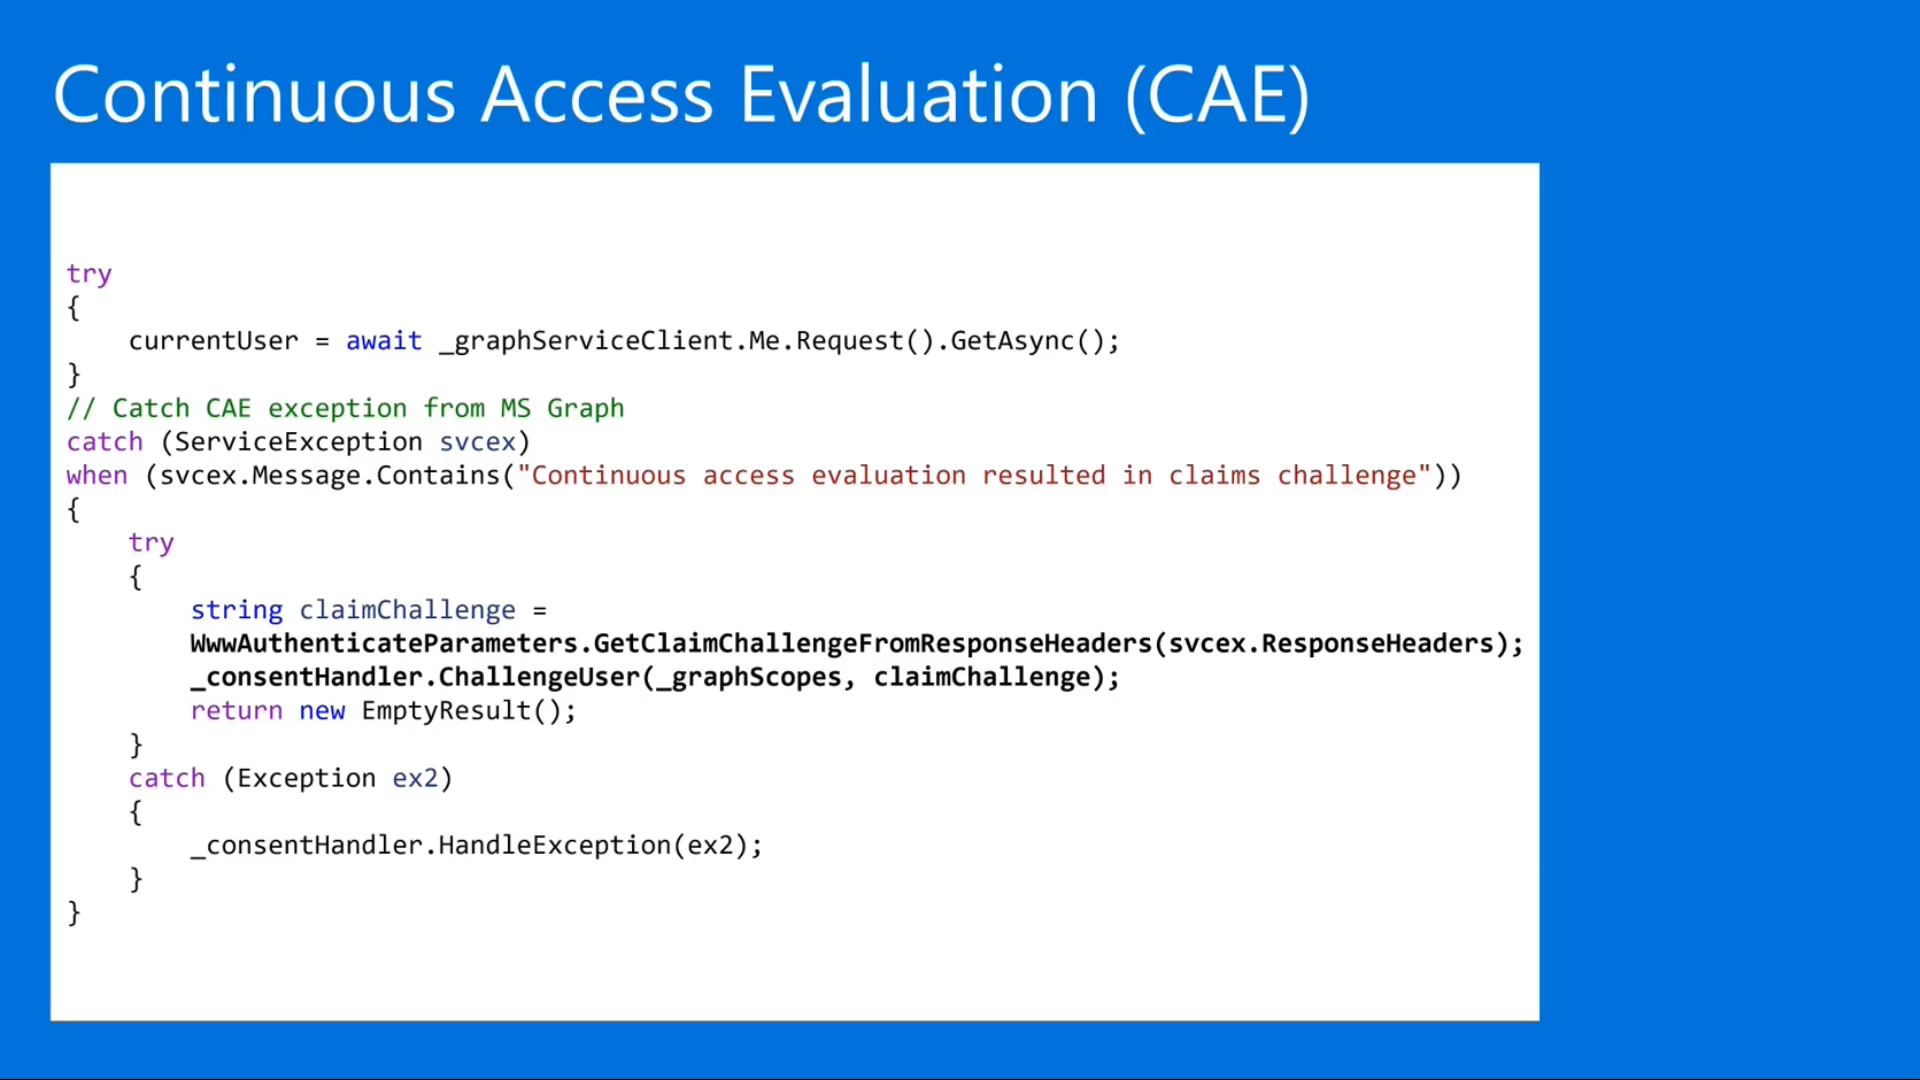 Continuous Access Evaluation (CAE)
try
{
    currentUser = await _graphServiceClient.Me.Request().GetAsync();
}
// Catch CAE exception from MS Graph
catch (ServiceException svcex)
when (svcex.Message.Contains("Continuous access evaluation resulted in claims challenge"))
{
    try
    {
        string claimChallenge =
        WwwAuthenticateParameters.GetClaimChallengeFromResponseHeaders(svcex.ResponseHeaders);
        _consentHandler.ChallengeUser(_graphScopes, claimChallenge);
        return new EmptyResult();
    }
    catch (Exception ex2)
    {
        _consentHandler.HandleException(ex2);
    }
}